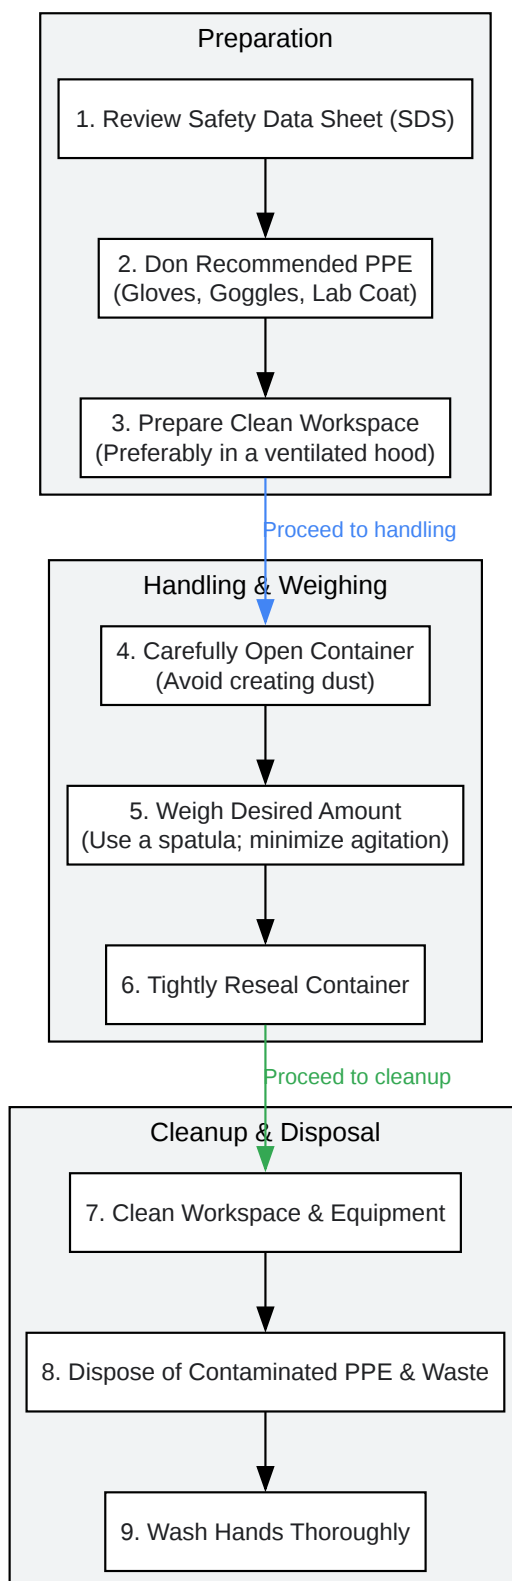 Preparation
1. Review Safety Data Sheet (SDS)
2. Don Recommended PPE
(Gloves, Goggles, Lab Coat)
3. Prepare Clean Workspace
(Preferably in a ventilated hood)
Proceed to handling
Handling & Weighing
4. Carefully Open Container
(Avoid creating dust)
5. Weigh Desired Amount
(Use a spatula; minimize agitation)
6. Tightly Reseal Container
Proceed to cleanup
Cleanup & Disposal
7. Clean Workspace & Equipment
8. Dispose of Contaminated PPE & Waste
9. Wash Hands Thoroughly